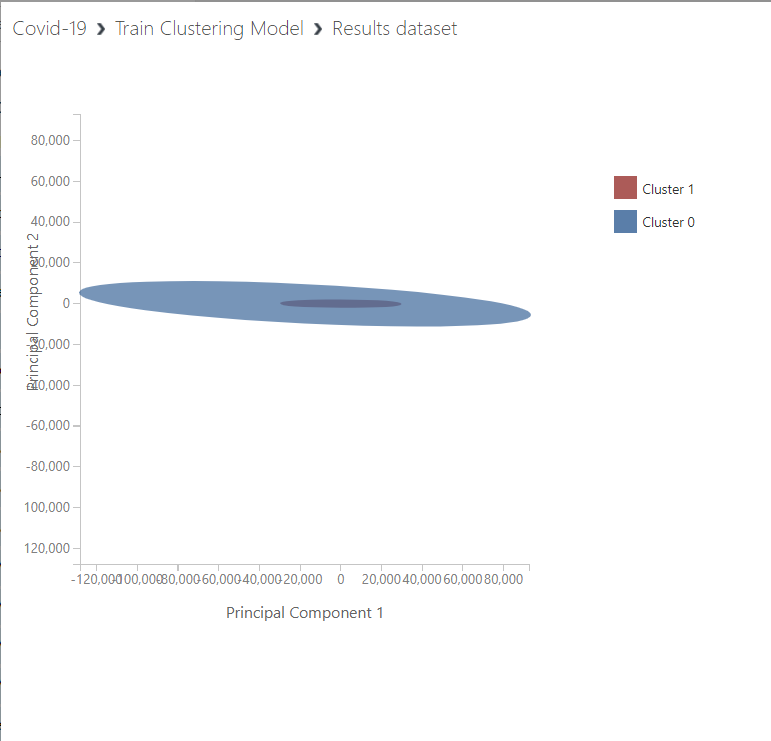 Covid-19 ❯ Train Clustering Model ❯ Results dataset
Cluster 1
Cluster 0
Principal Component 2
80,000
60,000
40,000
20,000
0
-20,000
-40,000
-60,000
-80,000
100,000
120,000
-120,000 -100,000 -80,000 -60,000 -40,000 -20,000 0 20,000 40,000 60,000 80,000
Principal Component 1